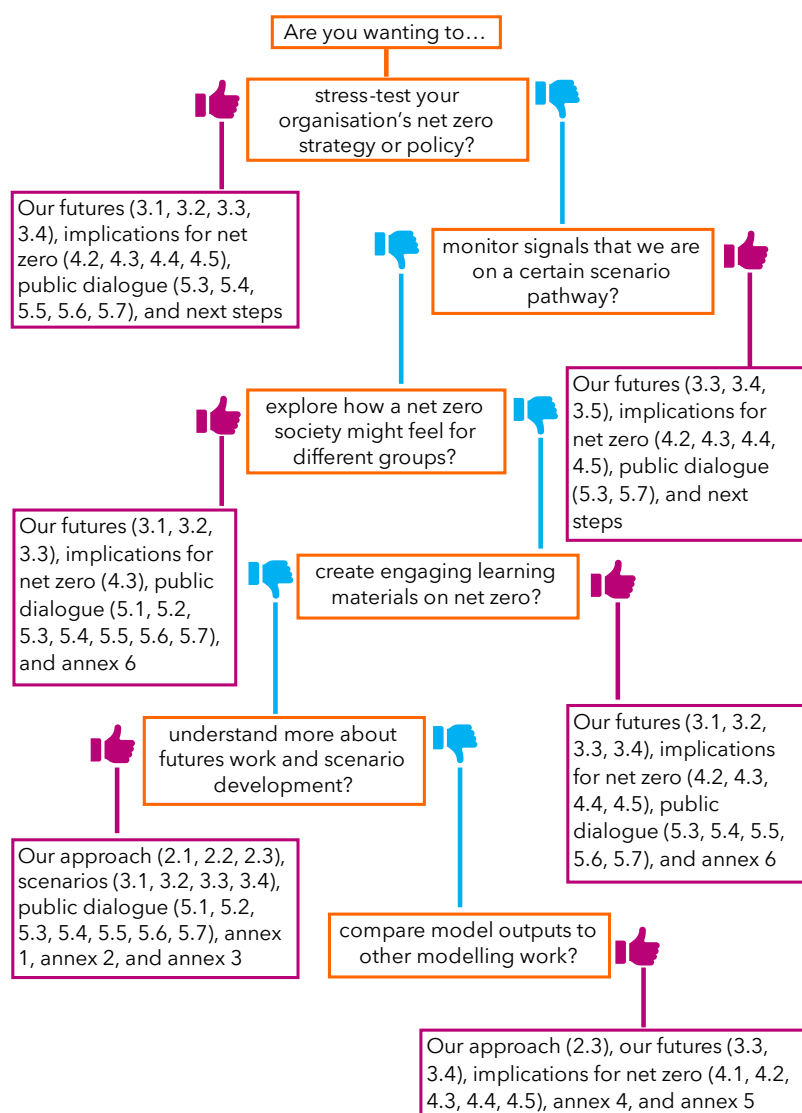 Are you wanting to…
stress-test your
organisation’s net zero
strategy or policy?
Our futures (3.1, 3.2, 3.3,
3.4), implications for net
zero (4.2, 4.3, 4.4, 4.5),
public dialogue (5.3, 5.4,
5.5, 5.6, 5.7), and next steps
monitor signals that we are
on a certain scenario
pathway?
Our futures (3.3, 3.4,
3.5), implications for
net zero (4.2, 4.3, 4.4,
4.5), public dialogue
(5.3, 5.7), and next
steps
explore how a net zero
society might feel for
different groups?
Our futures (3.1, 3.2,
3.3), implications for
net zero (4.3), public
dialogue (5.1, 5.2,
5.3, 5.4, 5.5, 5.6, 5.7),
and annex 6
create engaging learning
materials on net zero?
Our futures (3.1, 3.2,
3.3, 3.4), implications
for net zero (4.2, 4.3,
4.4, 4.5), public
dialogue (5.3, 5.4, 5.5,
5.6, 5.7), and annex 6
understand more about
futures work and scenario
development?
Our approach (2.1, 2.2, 2.3),
scenarios (3.1, 3.2, 3.3, 3.4),
public dialogue (5.1, 5.2,
5.3, 5.4, 5.5, 5.6, 5.7), annex
1, annex 2, and annex 3
compare model outputs to
other modelling work?
Our approach (2.3), our futures (3.3,
3.4), implications for net zero (4.1, 4.2,
4.3, 4.4, 4.5), annex 4, and annex 5